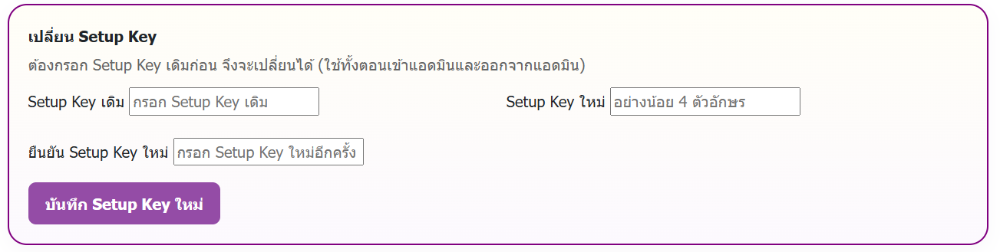 เปลี่ยน Setup Key
ต้องกรอก Setup Key เดิมก่อน จึงจะเปลี่ยนได้ (ใช้ทั้งตอนเข้าแอดมินและออกจากแอดมิน)
Setup Key เดิม กรอก Setup Key เดิม Setup Key ใหม่ อย่างน้อย 4 ตัวอักษร
ยืนยัน Setup Key ใหม่ กรอก Setup Key ใหม่อีกครั้ง
บันทึก Setup Key ใหม่